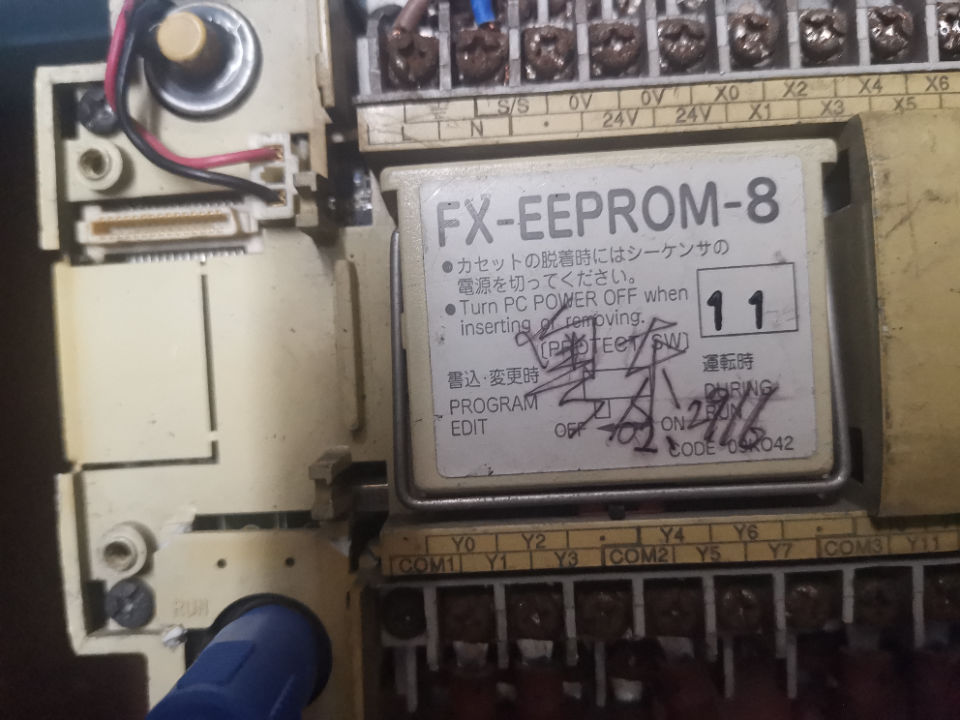 S/S 0V 0V X0 X2 X4 X6
N • 24V 24V X1 X3 X5
FX-EEPROM-8
●カセットの脱着時にはシーケンサの
電源を切ってください。
●Turn PC POWER OFF when
inserting or removing.
11
[PROTECT SW]
書込・変更時
運転時
PROGRAM
EDIT
DURING
RUN
OFF
ON
CODE 09K042
Y0 Y2 • Y4 Y6 •
COM1 Y1 Y3 COM2 Y5 Y7 COM3 Y11
RUN